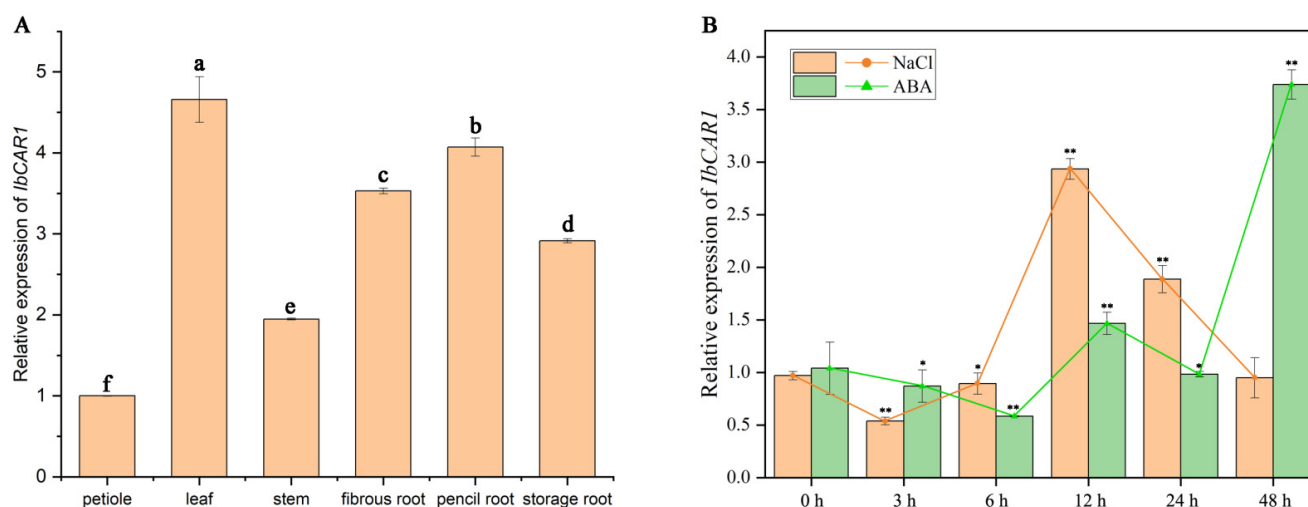 A
Relative expression of IbCAR1
5
4
3
2
1
0
a
b
c
d
e
f
petiole leaf stem fibrous root pencil root storage root
B
Relative expression of IbCAR1
4.0
3.5
3.0
2.5
2.0
1.5
1.0
0.5
0.0
NaCl
ABA
**
**
**
**
*
*
*
**
**
0 h 3 h 6 h 12 h 24 h 48 h